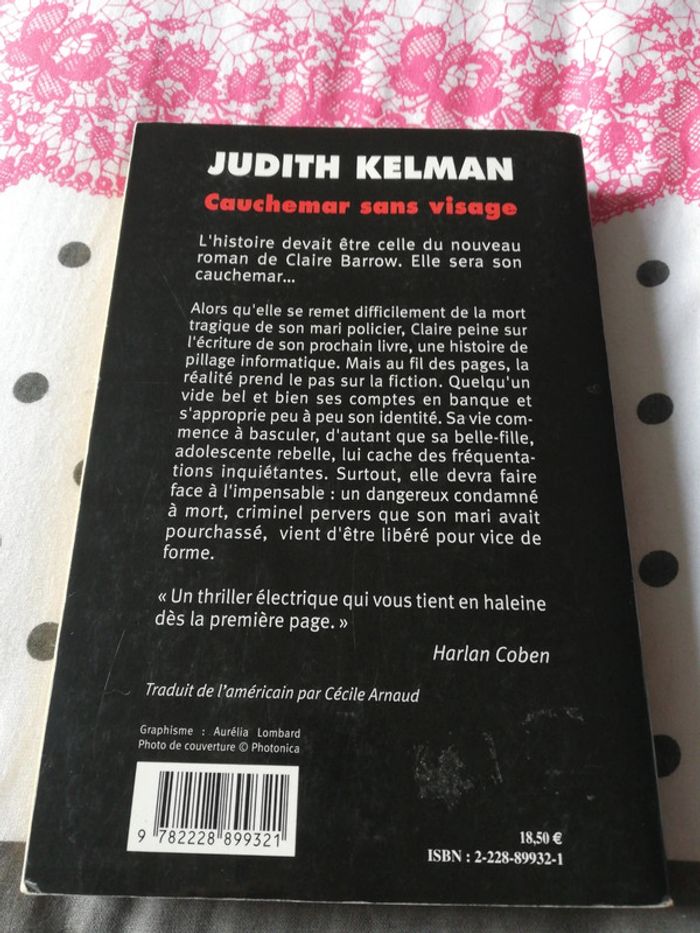 JUDITH KELMAN
Cauchemar sans visage
L'histoire devait être celle du nouveau
roman de Claire Barrow. Elle sera son
cauchemar...
Alors qu'elle se remet difficilement de la mort
tragique de son mari policier, Claire peine sur
l'écriture de son prochain livre, une histoire de
pillage informatique. Mais au fil des pages, la
réalité prend le pas sur la fiction. Quelqu'un
vide bel et bien ses comptes en banque et
s'approprie peu à peu son identité. Sa vie com-
mence à basculer, d'autant que sa belle-fille,
adolescente rebelle, lui cache des fréquenta-
tions inquiétantes. Surtout, elle devra faire
face à l'impensable : un dangereux condamné
à mort, criminel pervers que son mari avait
pourchassé, vient d'être libéré pour vice de
forme.
« Un thriller électrique qui vous tient en haleine
dès la première page. »
Harlan Coben
Traduit de l'américain par Cécile Arnaud
Graphisme : Aurélia Lombard
Photo de couverture © Photonica
9 782228 899321
18,50 €
ISBN : 2-228-89932-1